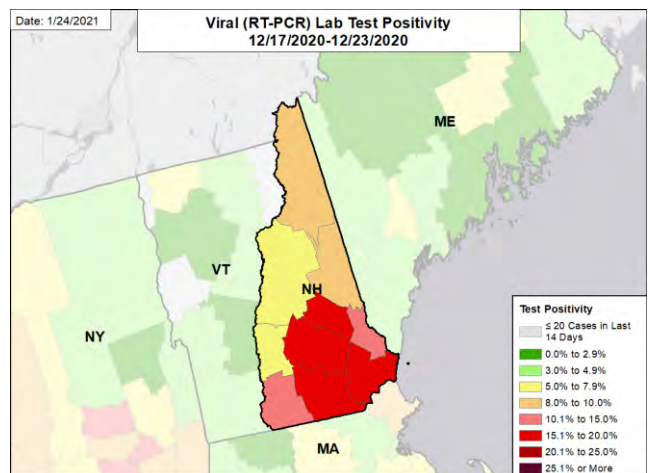 Date: 1/24/2021
Viral (RT-PCR) Lab Test Positivity
12/17/2020-12/23/2020
ME
VT
NH
NY
MA
Test Positivity
≤ 20 Cases in Last
14 Days
0.0% to 2.9%
3.0% to 4.9%
5.0% to 7.9%
8.0% to 10.0%
10.1% to 15.0%
15.1% to 20.0%
20.1% to 25.0%
25.1% or More